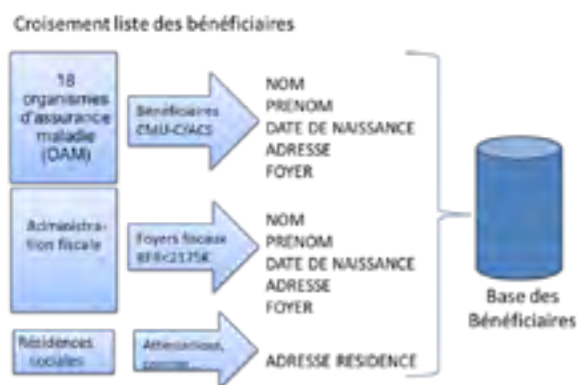 Croisement liste des bénéficiaires
18
organismes
d'assurance
maladie
(OAM)
Bénéficiaires
CMU-C/ACS
NOM
PRENOM
DATE DE NAISSANCE
ADRESSE
FOYER
Administra-
tion fiscale
Foyers fiscaux
RFR<2175€
NOM
PRENOM
DATE DE NAISSANCE
ADRESSE
FOYER
Résidences
sociales
ADRESSE RESIDENCE
Base des
Bénéficiaires